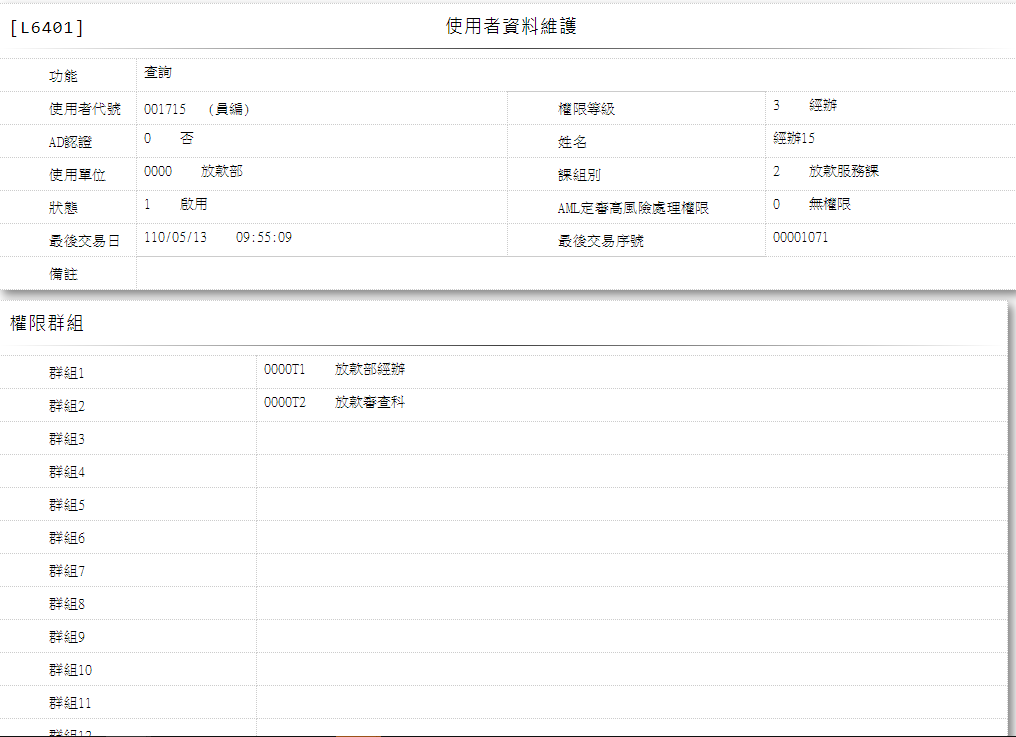 [L6401] 使用者資料維護
功能 查詢
使用者代號 001715 (員編) 權限等級 3 經辦
AD認證 0 否 姓名 經辦15
使用單位 0000 放款部 課組別 2 放款服務課
狀態 1 啟用 AML定審高風險處理權限 0 無權限
最後交易日 110/05/13 09:55:09 最後交易序號 00001071
備註
權限群組
群組1 0000T1 放款部經辦
群組2 0000T2 放款審查科
群組3
群組4
群組5
群組6
群組7
群組8
群組9
群組10
群組11
群組12